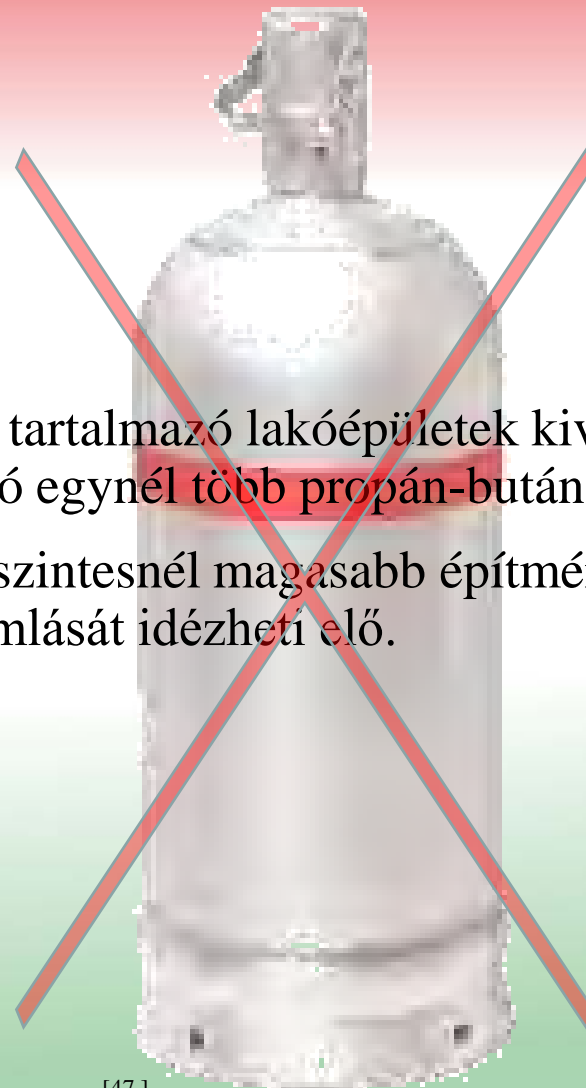 tartalmazó lakóépületek kiv
ó egynél több propán-bután
szintesnél magasabb építmé
mlását idézheti elő.
[47.]